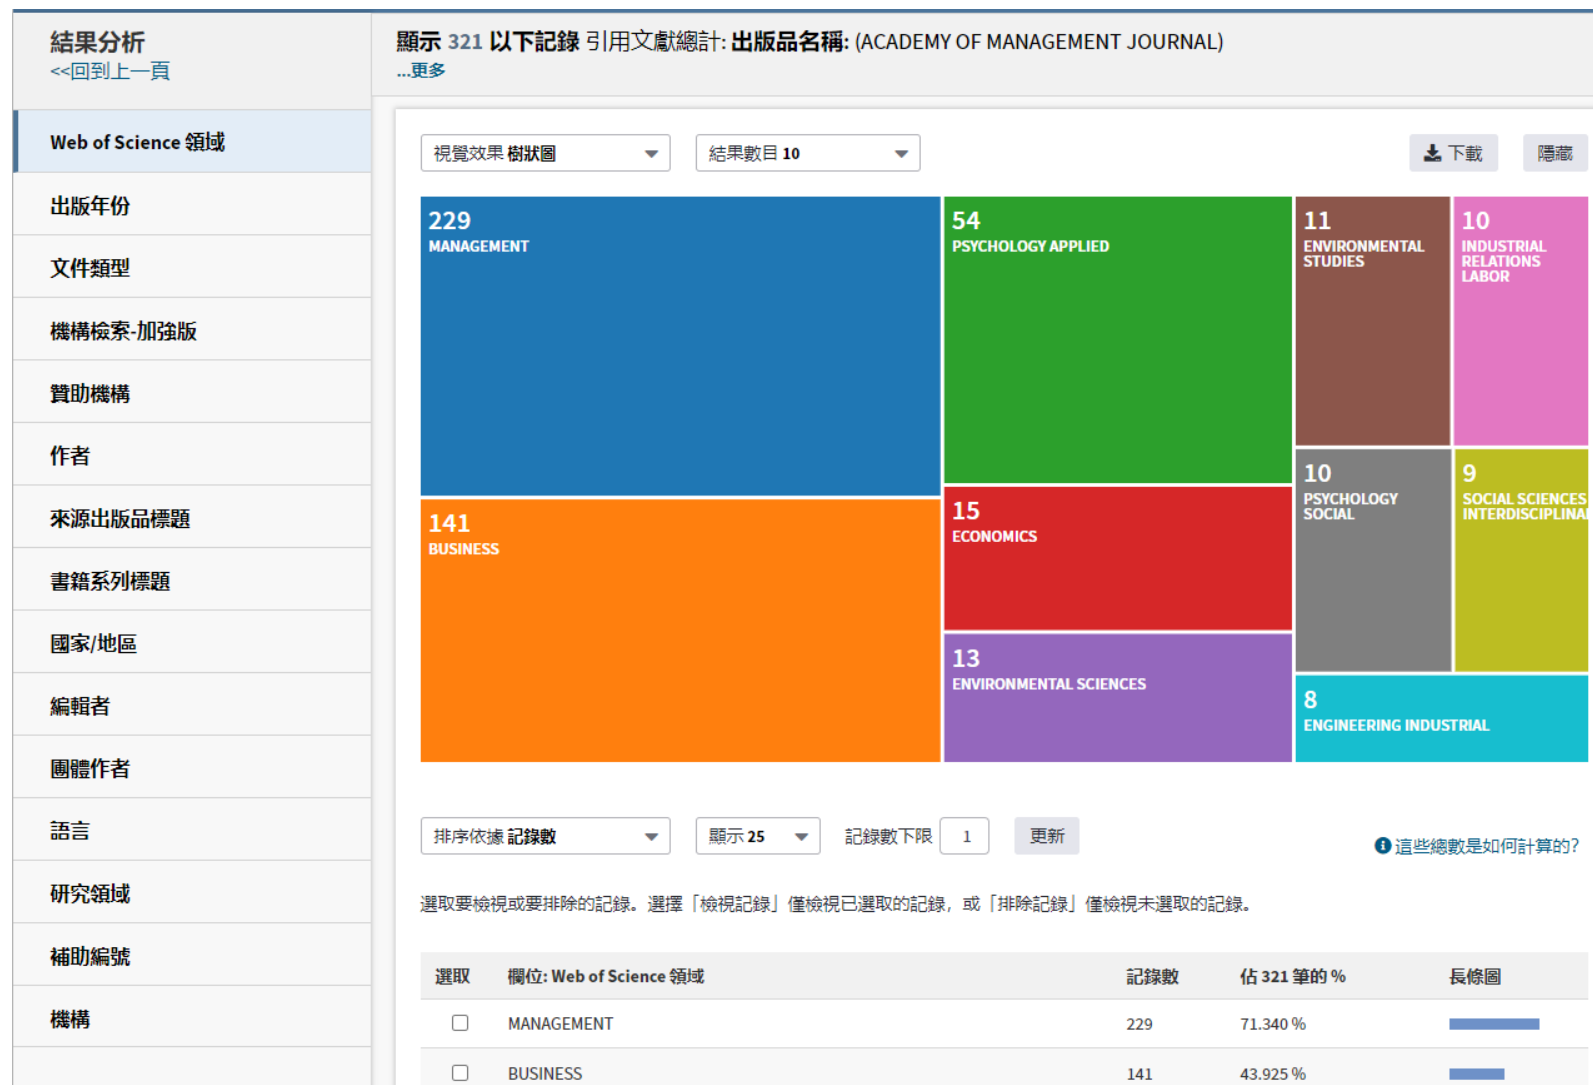 結果分析
<<回到上一頁
顯示 321 以下記錄 引用文獻總計: 出版品名稱: (ACADEMY OF MANAGEMENT JOURNAL)
...更多
Web of Science 領域
出版年份
文件類型
機構檢索-加強版
贊助機構
作者
來源出版品標題
書籍系列標題
國家/地區
編輯者
團體作者
語言
研究領域
補助編號
機構
視覺效果 樹狀圖
結果數目 10
下載
隱藏
229
MANAGEMENT
54
PSYCHOLOGY APPLIED
11
ENVIRONMENTAL
STUDIES
10
INDUSTRIAL
RELATIONS
LABOR
141
BUSINESS
15
ECONOMICS
10
PSYCHOLOGY
SOCIAL
9
SOCIAL SCIENCES
INTERDISCIPLINA
13
ENVIRONMENTAL SCIENCES
8
ENGINEERING INDUSTRIAL
排序依據 記錄數
顯示 25
記錄數下限 1
更新
這些總數是如何計算的?
選取要檢視或要排除的記錄。選擇「檢視記錄」僅檢視已選取的記錄，或「排除記錄」僅檢視未選取的記錄。
選取 欄位: Web of Science 領域 記錄數 佔 321 筆的 % 長條圖
MANAGEMENT 229 71.340 %
BUSINESS 141 43.925 %